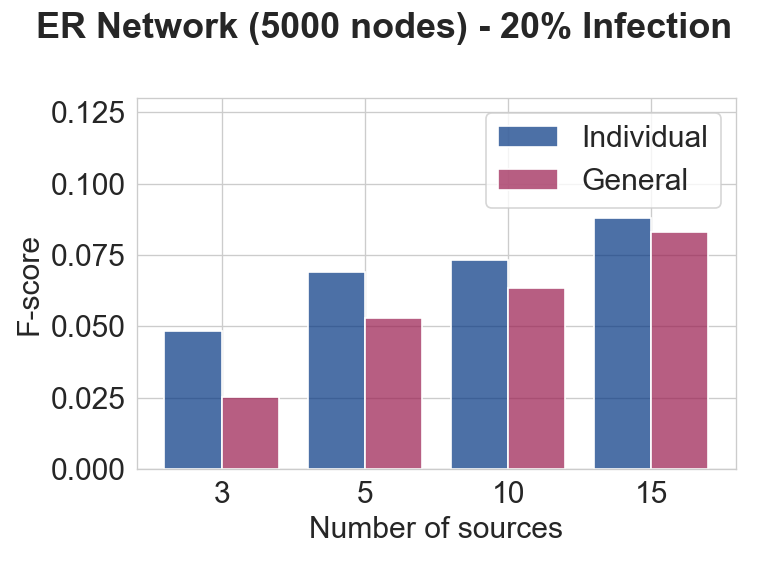 ER Network (5000 nodes) - 20% Infection
0.125
0.100
0.075
0.050
0.025
0.000
F-score
Individual
General
3 5 10 15
Number of sources